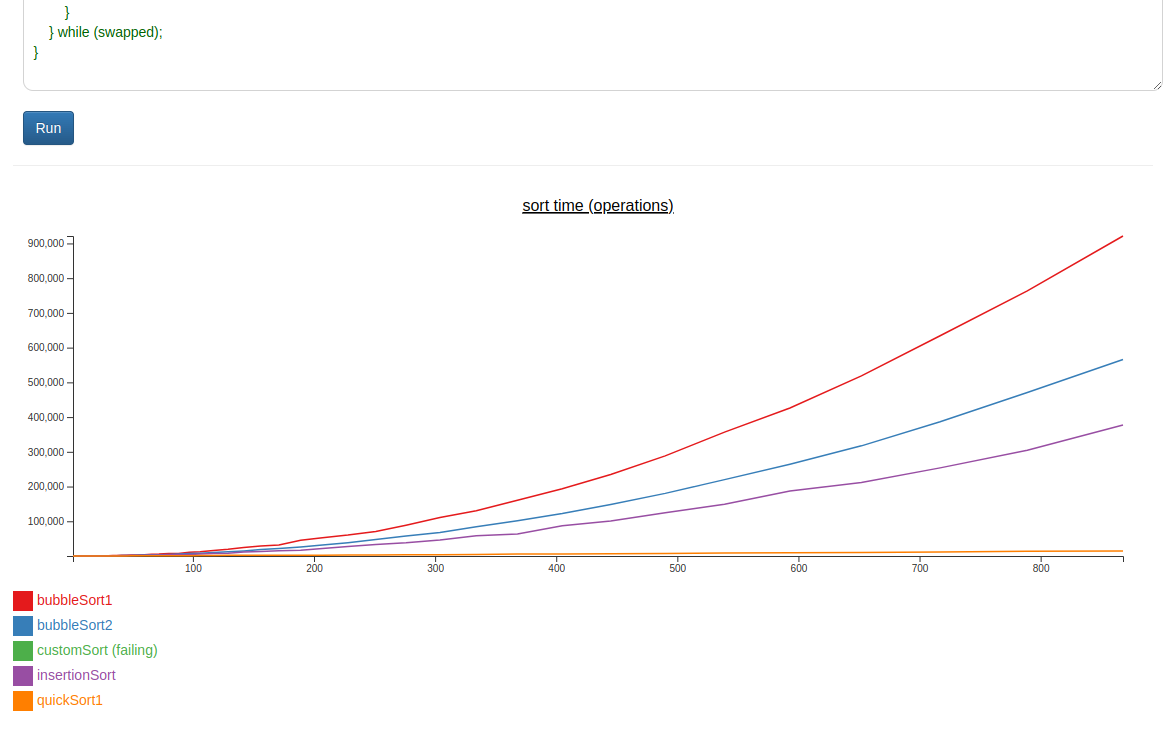 }
} while (swapped);
}
Run
sort time (operations)
900,000
800,000
700,000
600,000
500,000
400,000
300,000
200,000
100,000
100 200 300 400 500 600 700 800
bubbleSort1
bubbleSort2
customSort (failing)
insertionSort
quickSort1